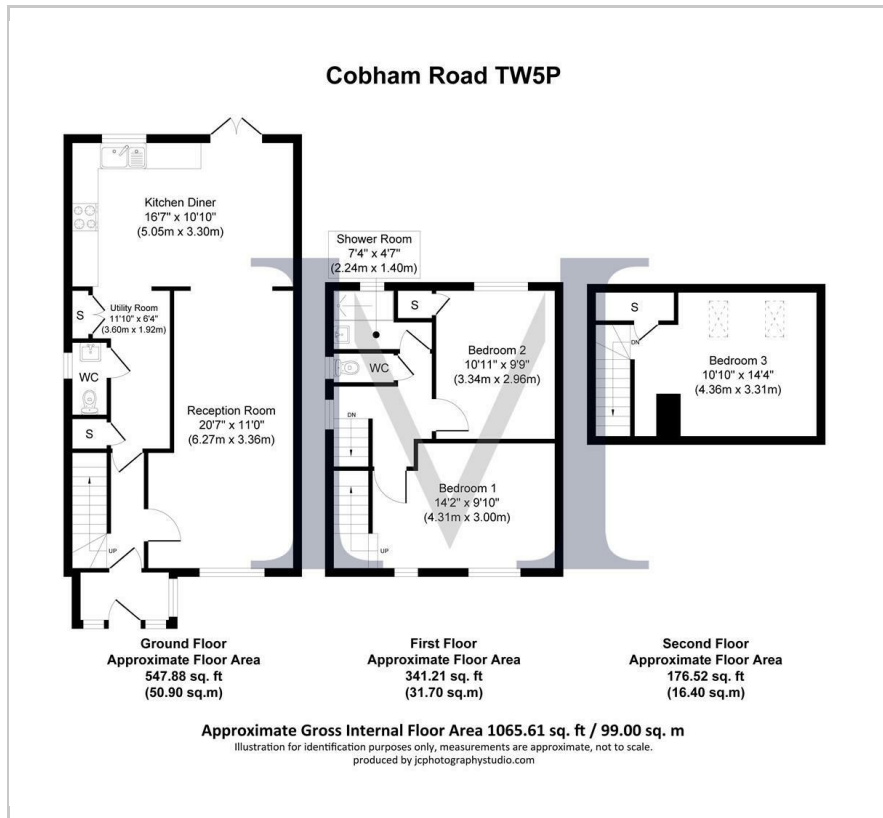 Cobham Road TW5P
Kitchen Diner
16'7" x 10'10"
(5.05m x 3.30m)
S
Utility Room
11'10" x 6'4"
(3.60m x 1.92m)
WC
S
Reception Room
20'7" x 11'0"
(6.27m x 3.36m)
UP
Ground Floor
Approximate Floor Area
547.88 sq. ft
(50.90 sq.m)
Shower Room
7'4" x 4'7"
(2.24m x 1.40m)
S
Bedroom 2
10'11" x 9'9"
(3.34m x 2.96m)
WC
DN
Bedroom 1
14'2" x 9'10"
(4.31m x 3.00m)
UP
First Floor
Approximate Floor Area
341.21 sq. ft
(31.70 sq.m)
S
DN
Bedroom 3
10'10" x 14'4"
(4.36m x 3.31m)
Second Floor
Approximate Floor Area
176.52 sq. ft
(16.40 sq.m)
Approximate Gross Internal Floor Area 1065.61 sq. ft / 99.00 sq. m
Illustration for identification purposes only, measurements are approximate, not to scale.
produced by jcphotographystudio.com